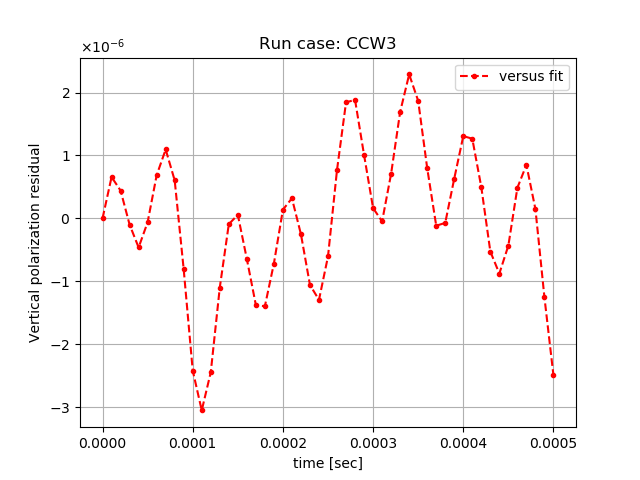 Run case: CCW3
×10⁻⁶
versus fit
2
1
0
−1
−2
−3
Vertical polarization residual
0.0000 0.0001 0.0002 0.0003 0.0004 0.0005
time [sec]